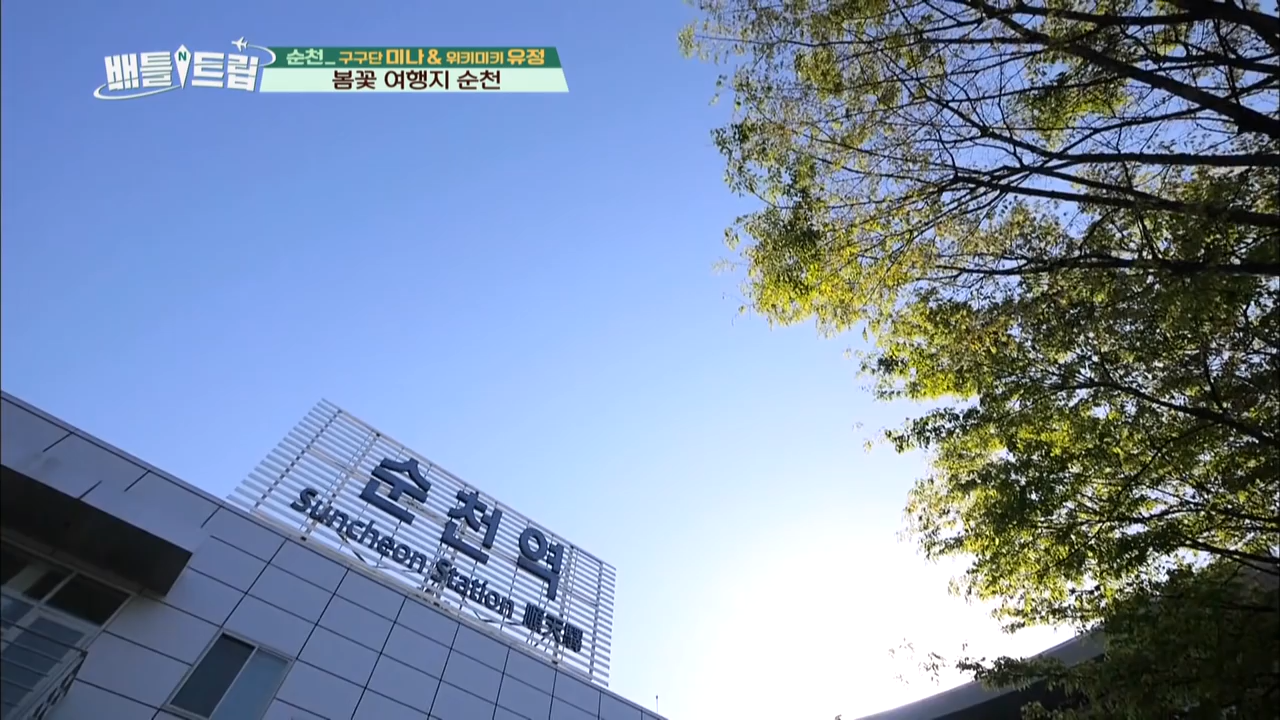 배틀트립
순천_구구단 미나 & 위키미키 유정
봄꽃 여행지 순천
순천역
Suncheon Station 順天驛